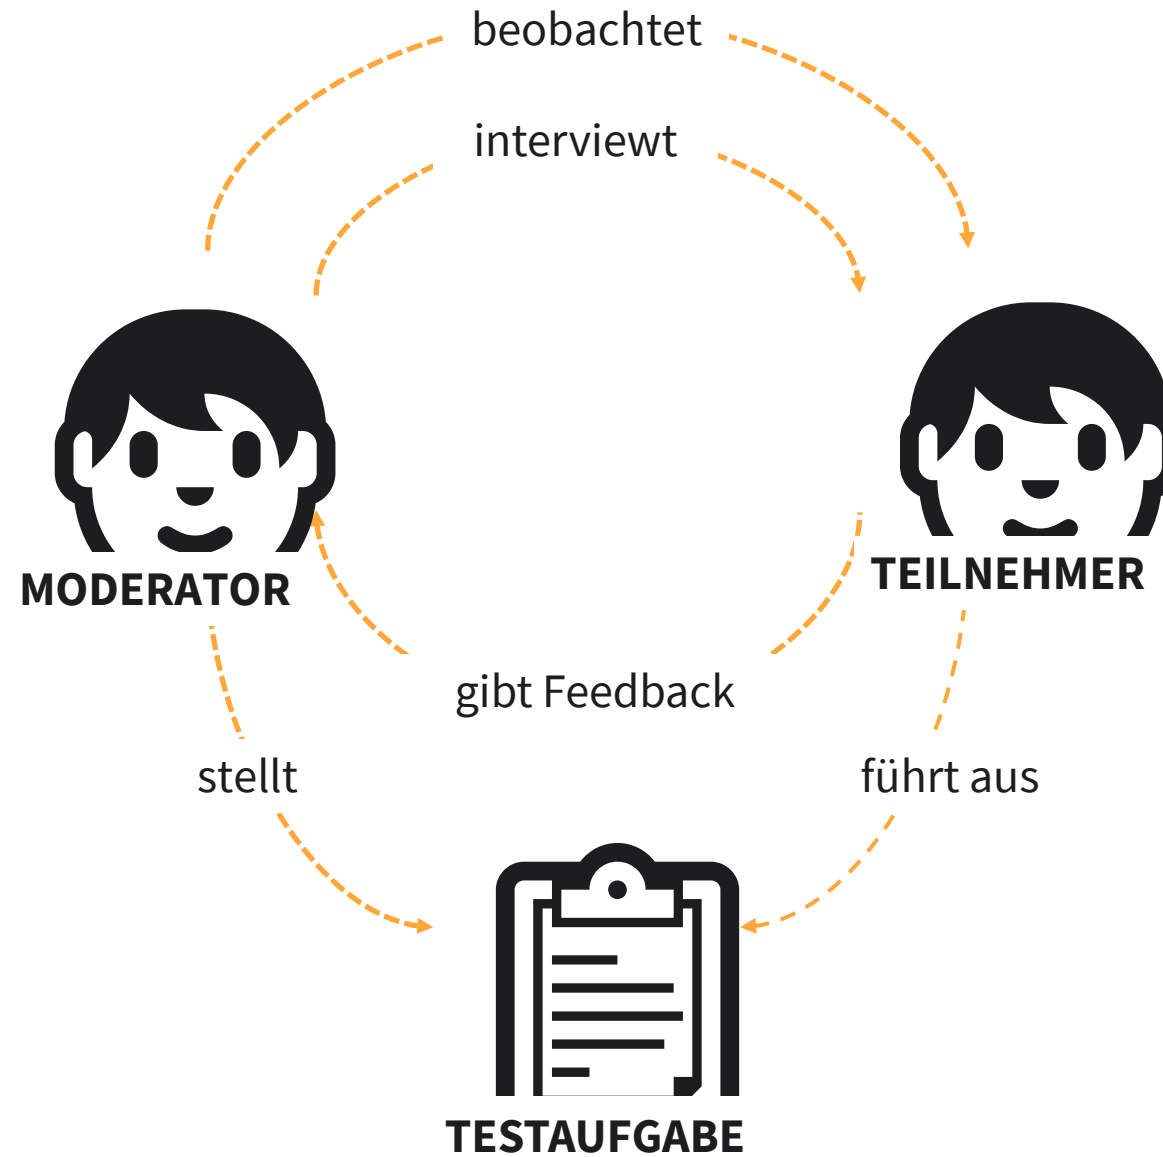 beobachtet
interviewt
MODERATOR
TEILNEHMER
gibt Feedback
stellt
führt aus
TESTAUFGABE